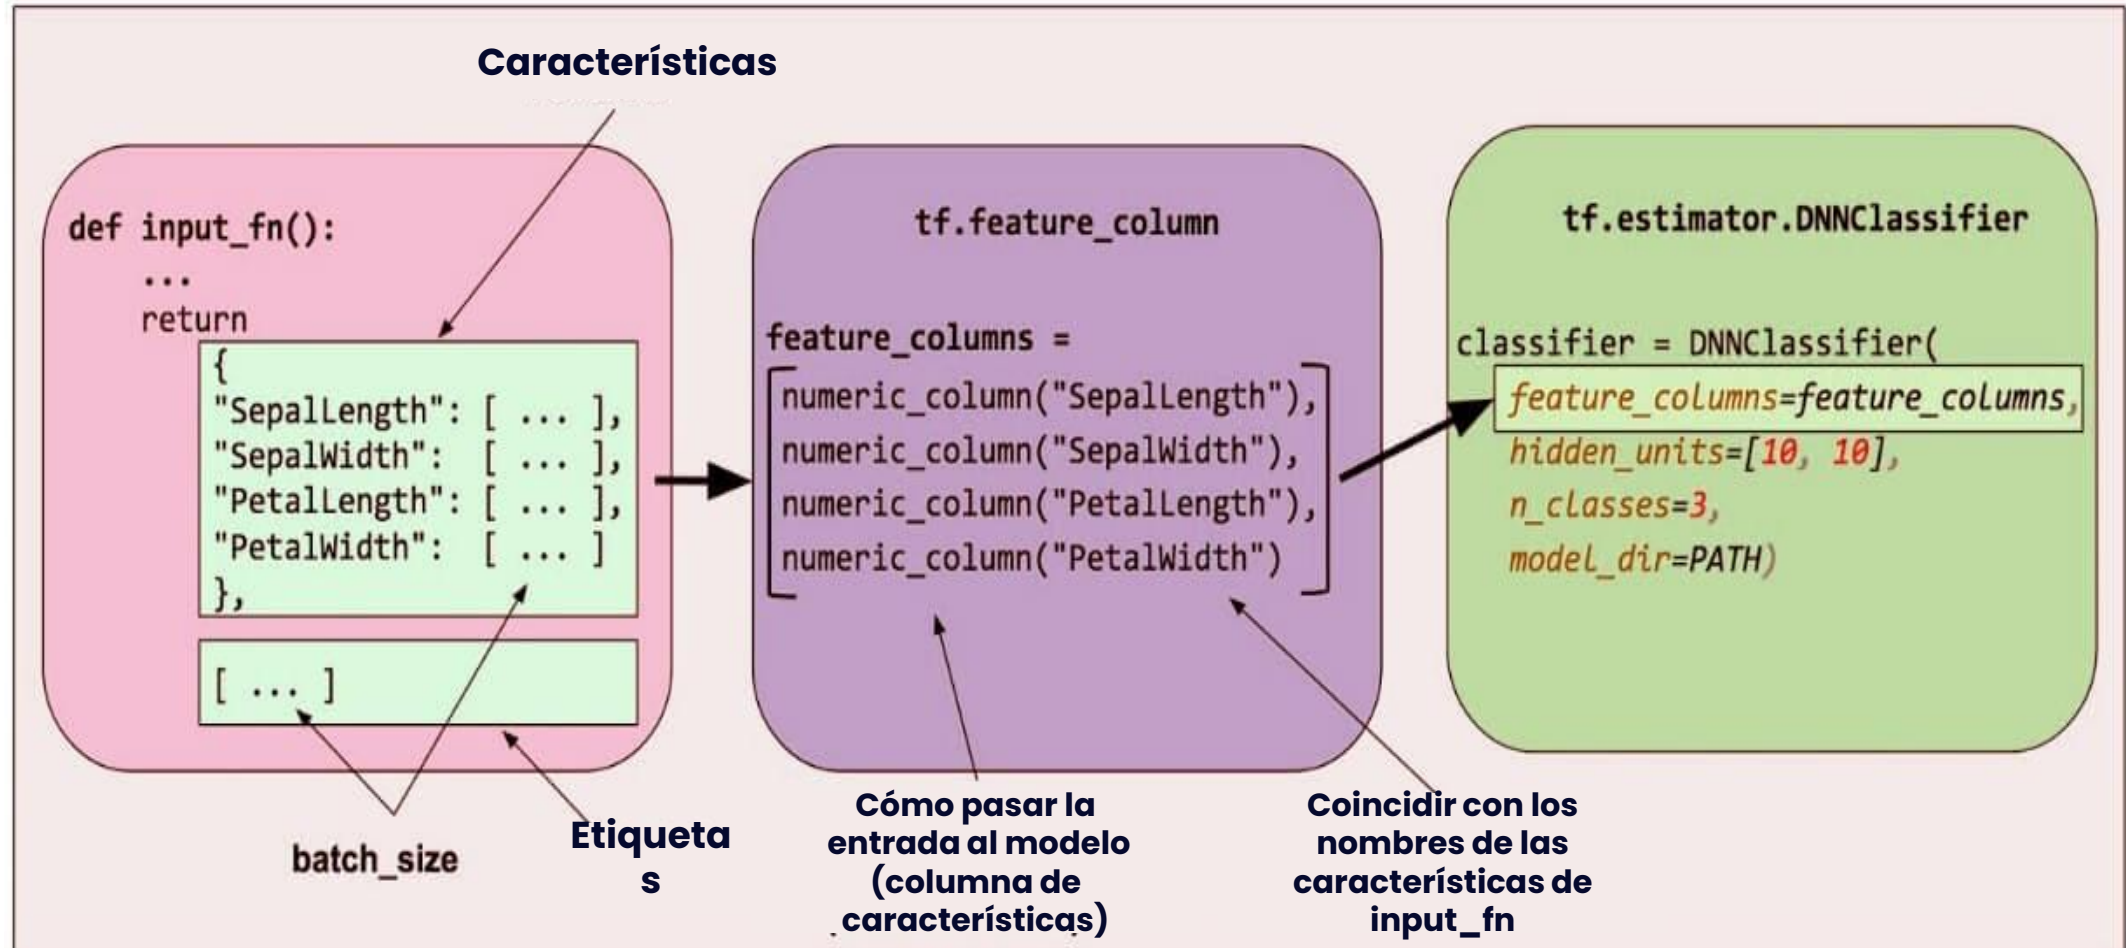 Características
def input_fn():
...
return
{
"SepalLength": [ ... ],
"SepalWidth": [ ... ],
"PetalLength": [ ... ],
"PetalWidth": [ ... ]
},
[ ... ]
batch_size
Etiqueta
s
tf.feature_column
feature_columns =
numeric_column("SepalLength"),
numeric_column("SepalWidth"),
numeric_column("PetalLength"),
numeric_column("PetalWidth")
Cómo pasar la
entrada al modelo
(columna de
características)
Coincidir con los
nombres de las
características de
input_fn
tf.estimator.DNNClassifier
classifier = DNNClassifier(
feature_columns=feature_columns,
hidden_units=[10, 10],
n_classes=3,
model_dir=PATH)